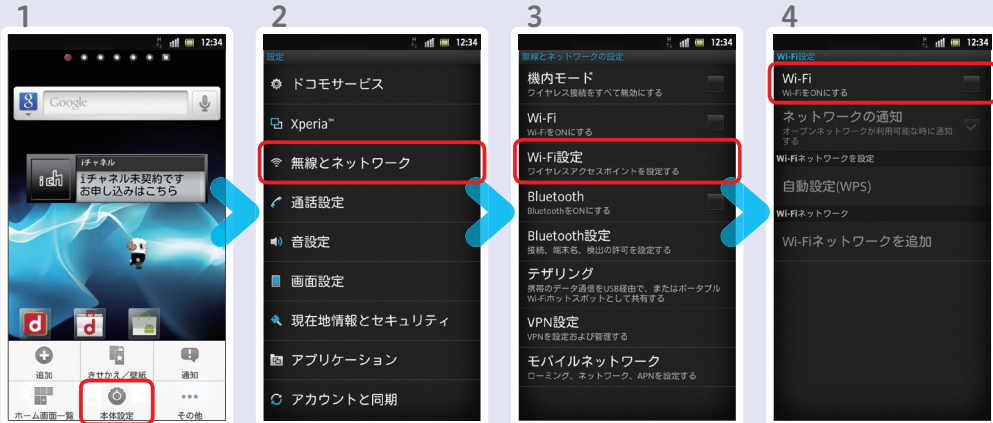 1
12:34
8
Google
ich
iチャネル
iチャネル未契約です
お申し込みはこちら
d
d
追加
きせかえ／壁紙
通知
ホーム画面一覧
本体設定
その他
2
12:34
設定
ドコモサービス
Xperia™
無線とネットワーク
通話設定
音設定
画面設定
現在地情報とセキュリティ
アプリケーション
アカウントと同期
3
12:34
無線とネットワークの設定
機内モード
ワイヤレス接続をすべて無効にする
Wi-Fi
Wi-FiをONにする
Wi-Fi設定
ワイヤレスアクセスポイントを設定する
Bluetooth
BluetoothをONにする
Bluetooth設定
接続、端末名、検出の許可を設定する
テザリング
携帯のデータ通信をUSB経由で、またはポータブル
Wi-Fiホットスポットとして共有する
VPN設定
VPNを設定および管理する
モバイルネットワーク
ローミング、ネットワーク、APNを設定する
4
12:34
Wi-Fi設定
Wi-Fi
Wi-FiをONにする
ネットワークの通知
オープンネットワークが利用可能な時に通知
する
Wi-Fiネットワークを設定
自動設定(WPS)
Wi-Fiネットワーク
Wi-Fiネットワークを追加